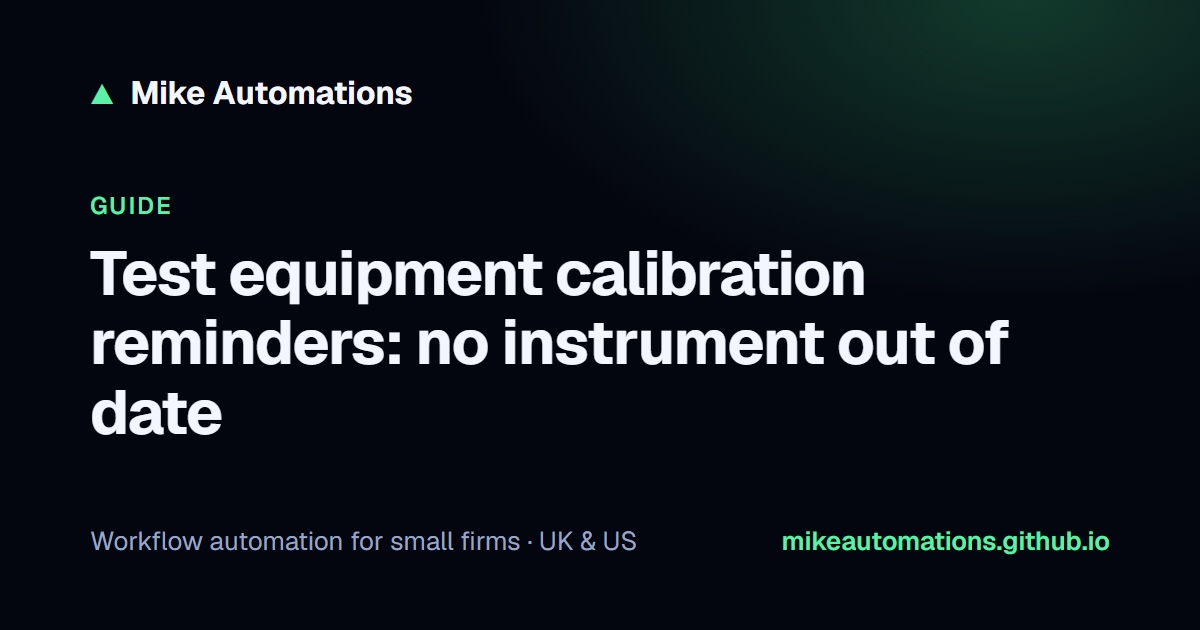 Mike Automations
GUIDE
Test equipment calibration
reminders: no instrument out of
date
Workflow automation for small firms · UK & US
mikeautomations.github.io